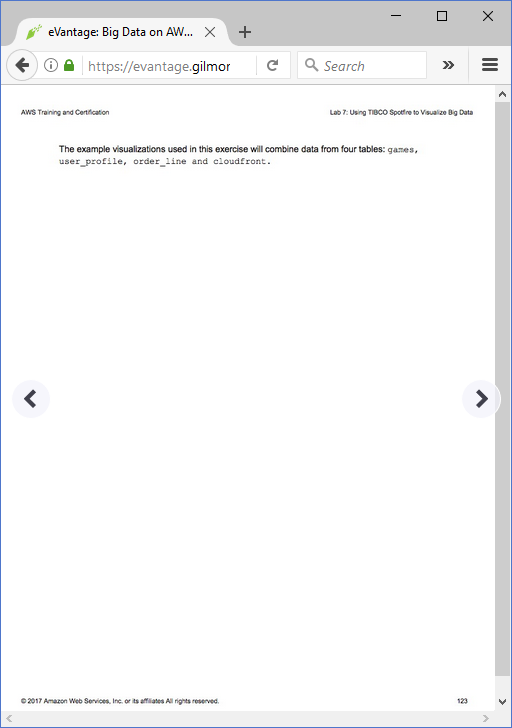 eVantage: Big Data on AW...
https://evantage.gilmor
Search
AWS Training and Certification
Lab 7: Using TIBCO Spotfire to Visualize Big Data
The example visualizations used in this exercise will combine data from four tables: games,
user_profile, order_line and cloudfront.
© 2017 Amazon Web Services, Inc. or its affiliates All rights reserved.
123